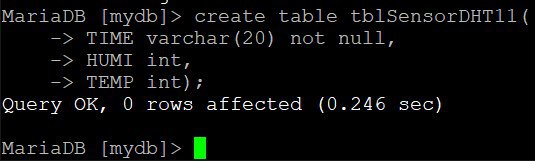 MariaDB [mydb]> create table tblSensorDHT11(
    -> TIME varchar(20) not null,
    -> HUMI int,
    -> TEMP int);
Query OK, 0 rows affected (0.246 sec)
MariaDB [mydb]>